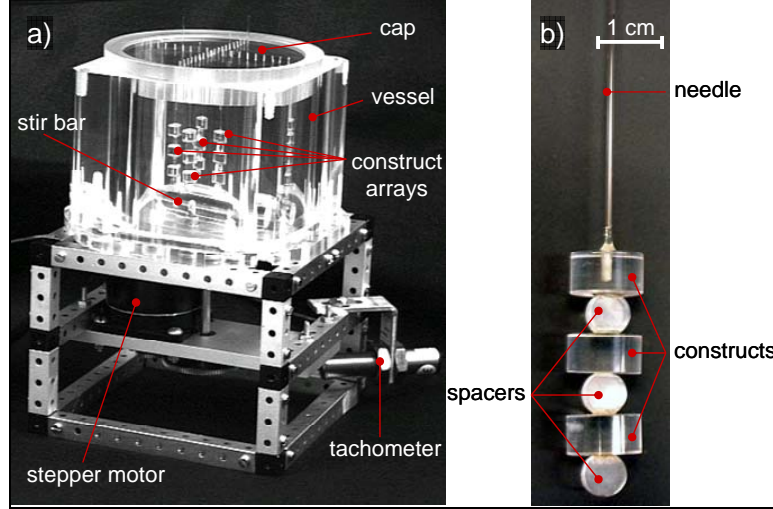 a)
cap
vessel
stir bar
construct
arrays
tachometer
stepper motor
b)
1 cm
needle
constructs
spacers